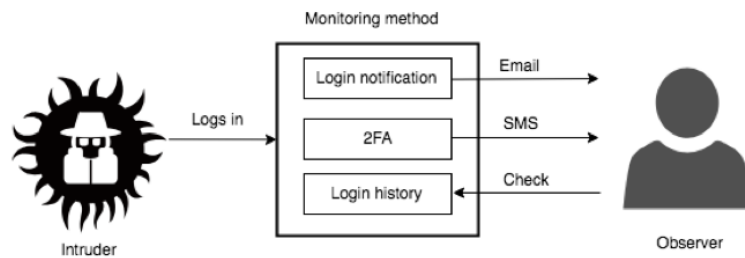 Monitoring method
Login notification
Email
Logs in
2FA
SMS
Login history
Check
Intruder
Observer